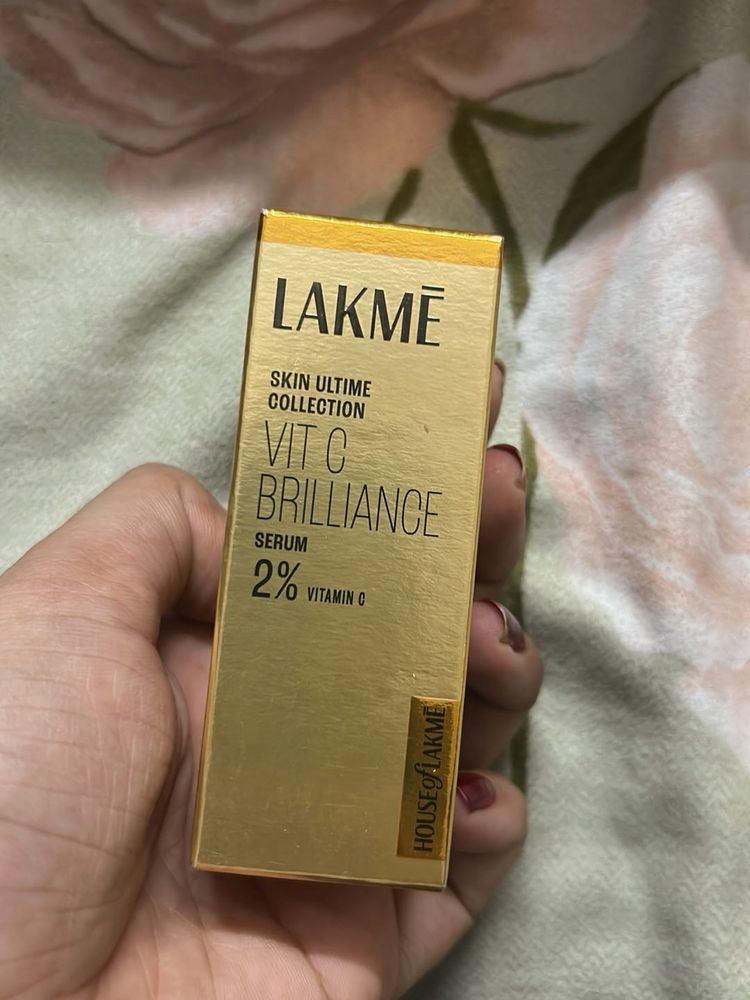 LAKMĒ
SKIN ULTIME
COLLECTION
VIT C
BRILLIANCE
SERUM
2% VITAMIN C
HOUSE of LAKMĒ